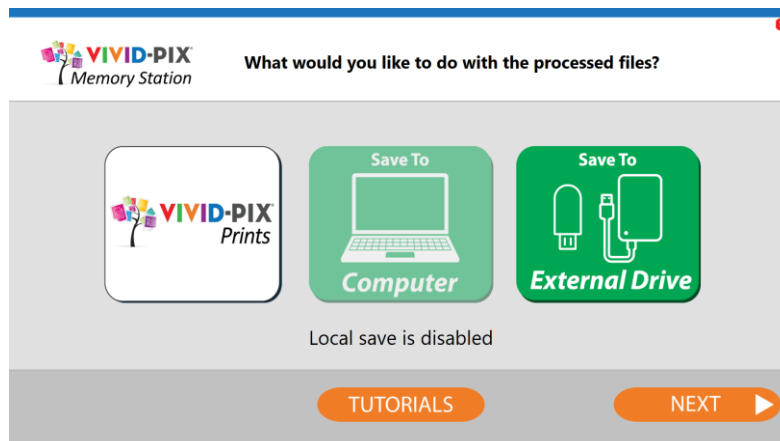 VIVID-PIX
Memory Station
What would you like to do with the processed files?
VIVID-PIX
Prints
Save To
Computer
Save To
External Drive
Local save is disabled
TUTORIALS
NEXT